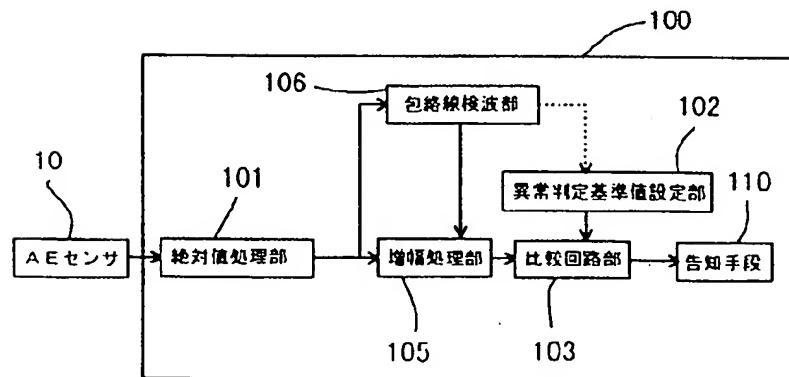 100
106
包絡線検波部
102
10
101
異常判定基準値設定部
110
AEセンサ
絶対値処理部
増幅処理部
比較回路部
告知手段
105
103